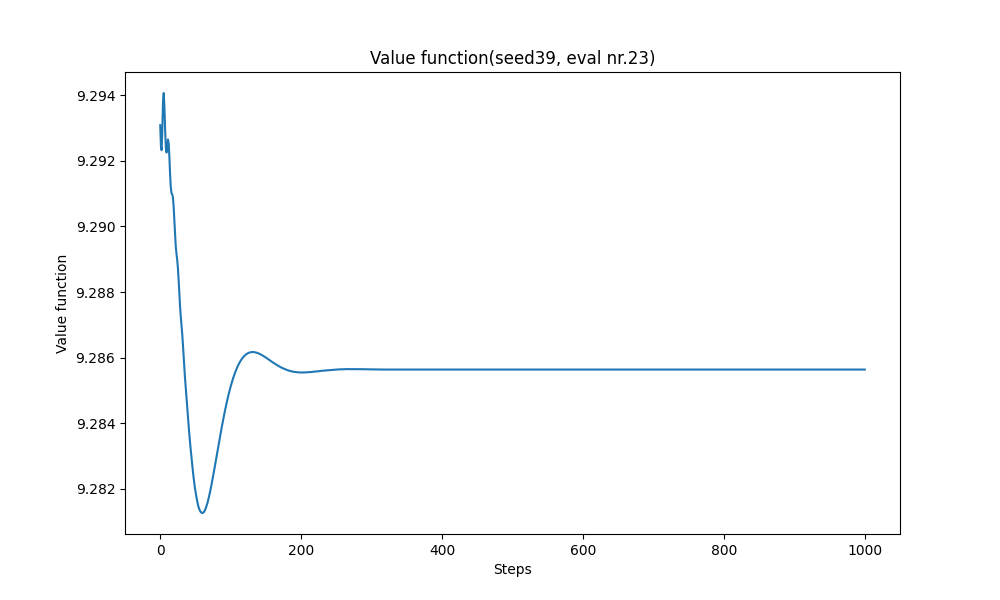 Value function(seed39, eval nr.23)
Value function
9.294
9.292
9.290
9.288
9.286
9.284
9.282
0 200 400 600 800 1000
Steps